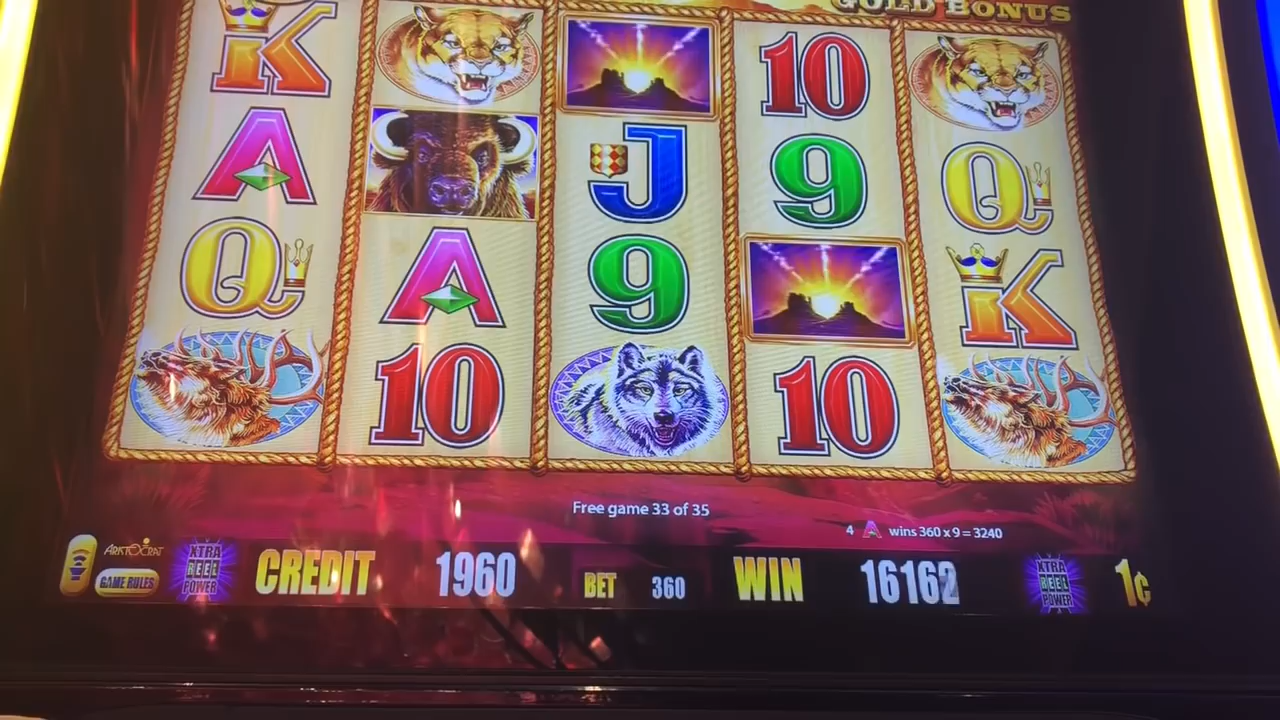 GOLD BONUS
K 10
A J 9 Q
Q A 9 K
10 10
Free game 33 of 35
4 A wins 360 x 9 = 3240
ARISTOCRAT
GAME RULES
XTRA REEL POWER
CREDIT 1960 BET 360 WIN 16162
XTRA REEL POWER
1¢